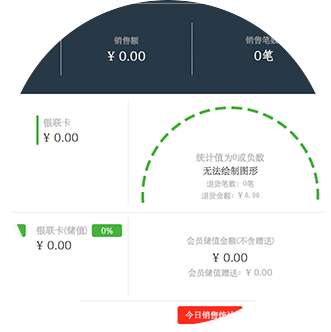 销售额
¥ 0.00
销售笔数
0笔
银联卡
¥ 0.00
统计值为0或负数
无法绘制图形
退货笔数：0笔
退货金额：¥ 0.00
银联卡(储值)
0%
¥ 0.00
会员储值金额(不含赠送)
¥ 0.00
会员储值赠送：¥ 0.00
今日销售统计